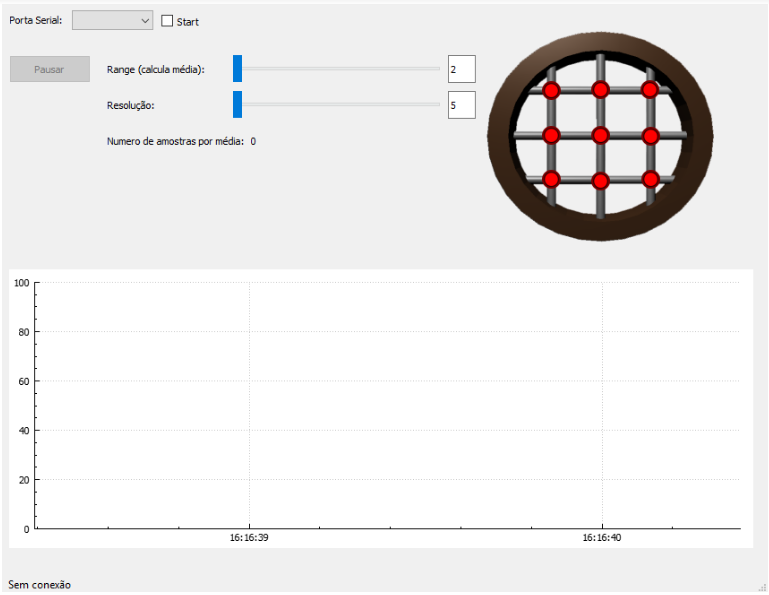 Porta Serial:
Start
Pausar
Range (calcula média):
2
Resolução:
5
Numero de amostras por média: 0
100
80
60
40
20
0
16:16:39
16:16:40
Sem conexão